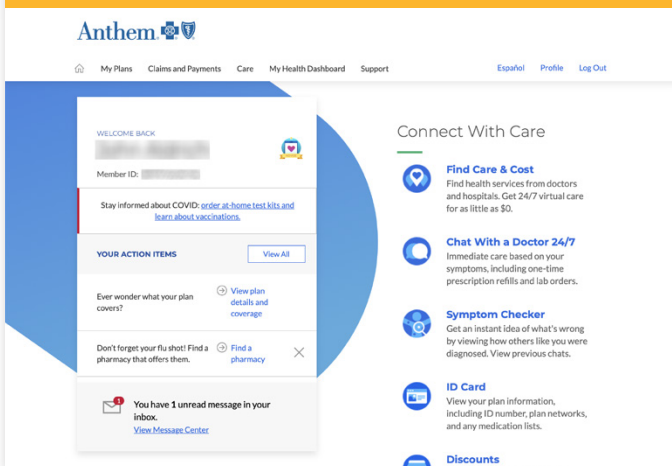 Anthem
My Plans Claims and Payments Care My Health Dashboard Support Español Profile Log Out
WELCOME BACK
Member ID:
Stay informed about COVID: order at-home test kits and
learn about vaccinations.
YOUR ACTION ITEMS View All
Ever wonder what your plan
covers?
View plan
details and
coverage
Don't forget your flu shot! Find a
pharmacy that offers them.
Find a
pharmacy
1
You have 1 unread message in your
inbox.
View Message Center
Connect With Care
Find Care & Cost
Find health services from doctors
and hospitals. Get 24/7 virtual care
for as little as $0.
Chat With a Doctor 24/7
Immediate care based on your
symptoms, including one-time
prescription refills and lab orders.
Symptom Checker
Get an instant idea of what's wrong
by viewing how others like you were
diagnosed. View previous chats.
ID Card
View your plan information,
including ID number, plan networks,
and any medication lists.
Discounts